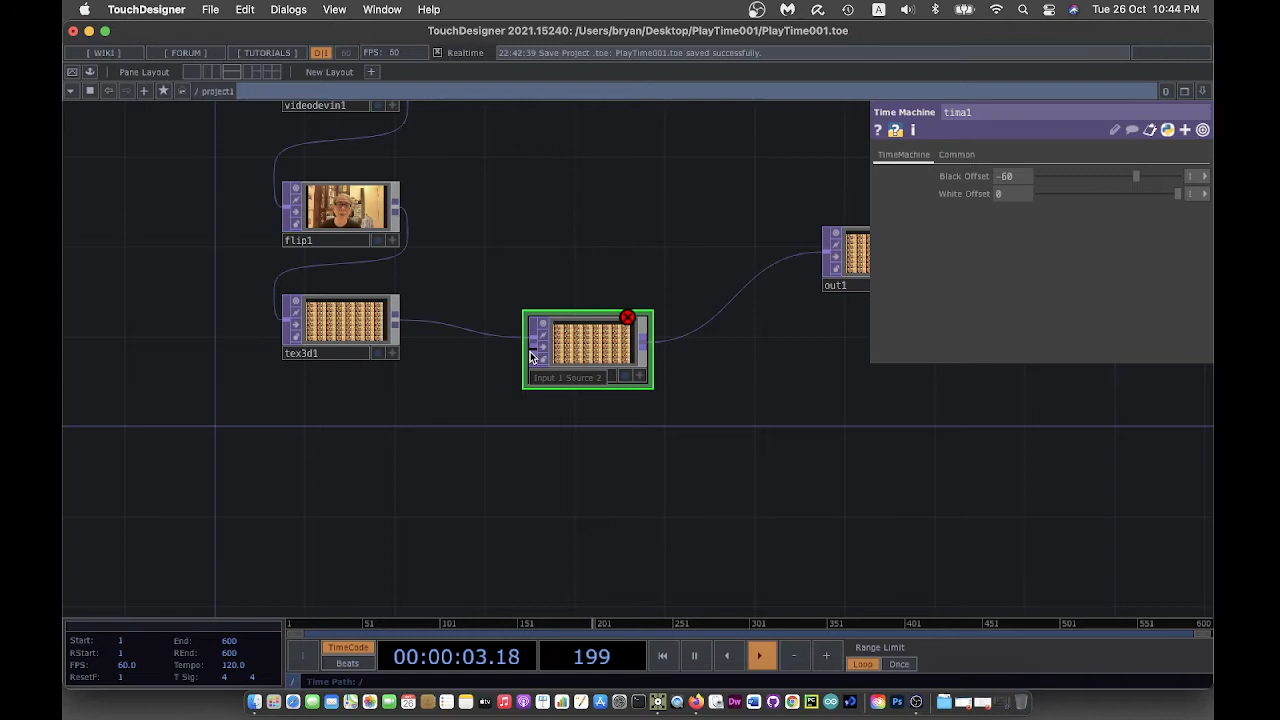 TouchDesigner File Edit Dialogs View Window Help A Tue 26 Oct 10:44 PM
TouchDesigner 2021.15240: /Users/bryan/Desktop/PlayTime001/PlayTime001.toe
[ WIKI ] [ FORUM ] [ TUTORIALS ] O|I 60 FPS: 60 Realtime 22:42:39 Save Project .toe: PlayTime001.toe saved successfully.
Pane Layout New Layout +
/ project1 0
videodevin1
Time Machine tima1
? ? i
TimeMachine Common
Black Offset -60 1
White Offset 0 1
flip1
out1
tex3d1
Input 1 Source 2
1 51 101 151 201 251 301 351 401 451 501 551 600
Start: 1 End: 600
RStart: 1 REnd: 600
FPS: 60.0 Tempo: 120.0
ResetF: 1 T Sig: 4 4
TimeCode
Beats
00:00:03.18 199
Range Limit
Loop Once
/ Time Path: /